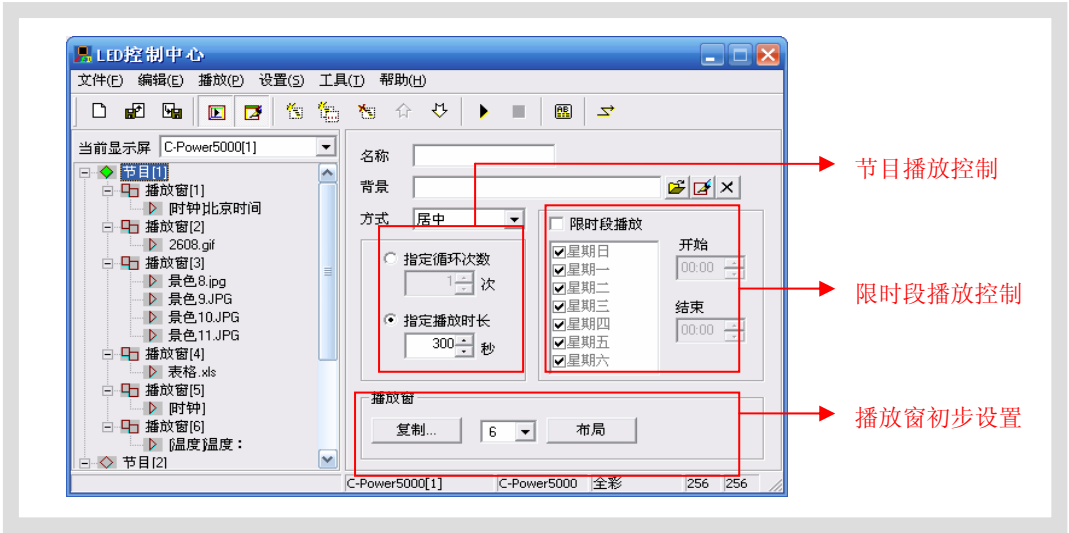 LED控制中心
文件(F) 编辑(E) 播放(P) 设置(S) 工具(T) 帮助(H)
当前显示屏 C-Power5000[1]
节目[1]
播放窗[1]
[时钟]北京时间
播放窗[2]
2608.gif
播放窗[3]
景色8.jpg
景色9.JPG
景色10.JPG
景色11.JPG
播放窗[4]
表格.xls
播放窗[5]
[时钟]
播放窗[6]
[温度]温度：
节目[2]
名称
背景
方式 居中
指定循环次数
1 次
指定播放时长
300 秒
限时段播放
星期日
星期一
星期二
星期三
星期四
星期五
星期六
开始
00:00
结束
00:00
播放窗
复制... 6 布局
C-Power5000[1] C-Power5000 全彩 256 256
节目播放控制
限时段播放控制
播放窗初步设置